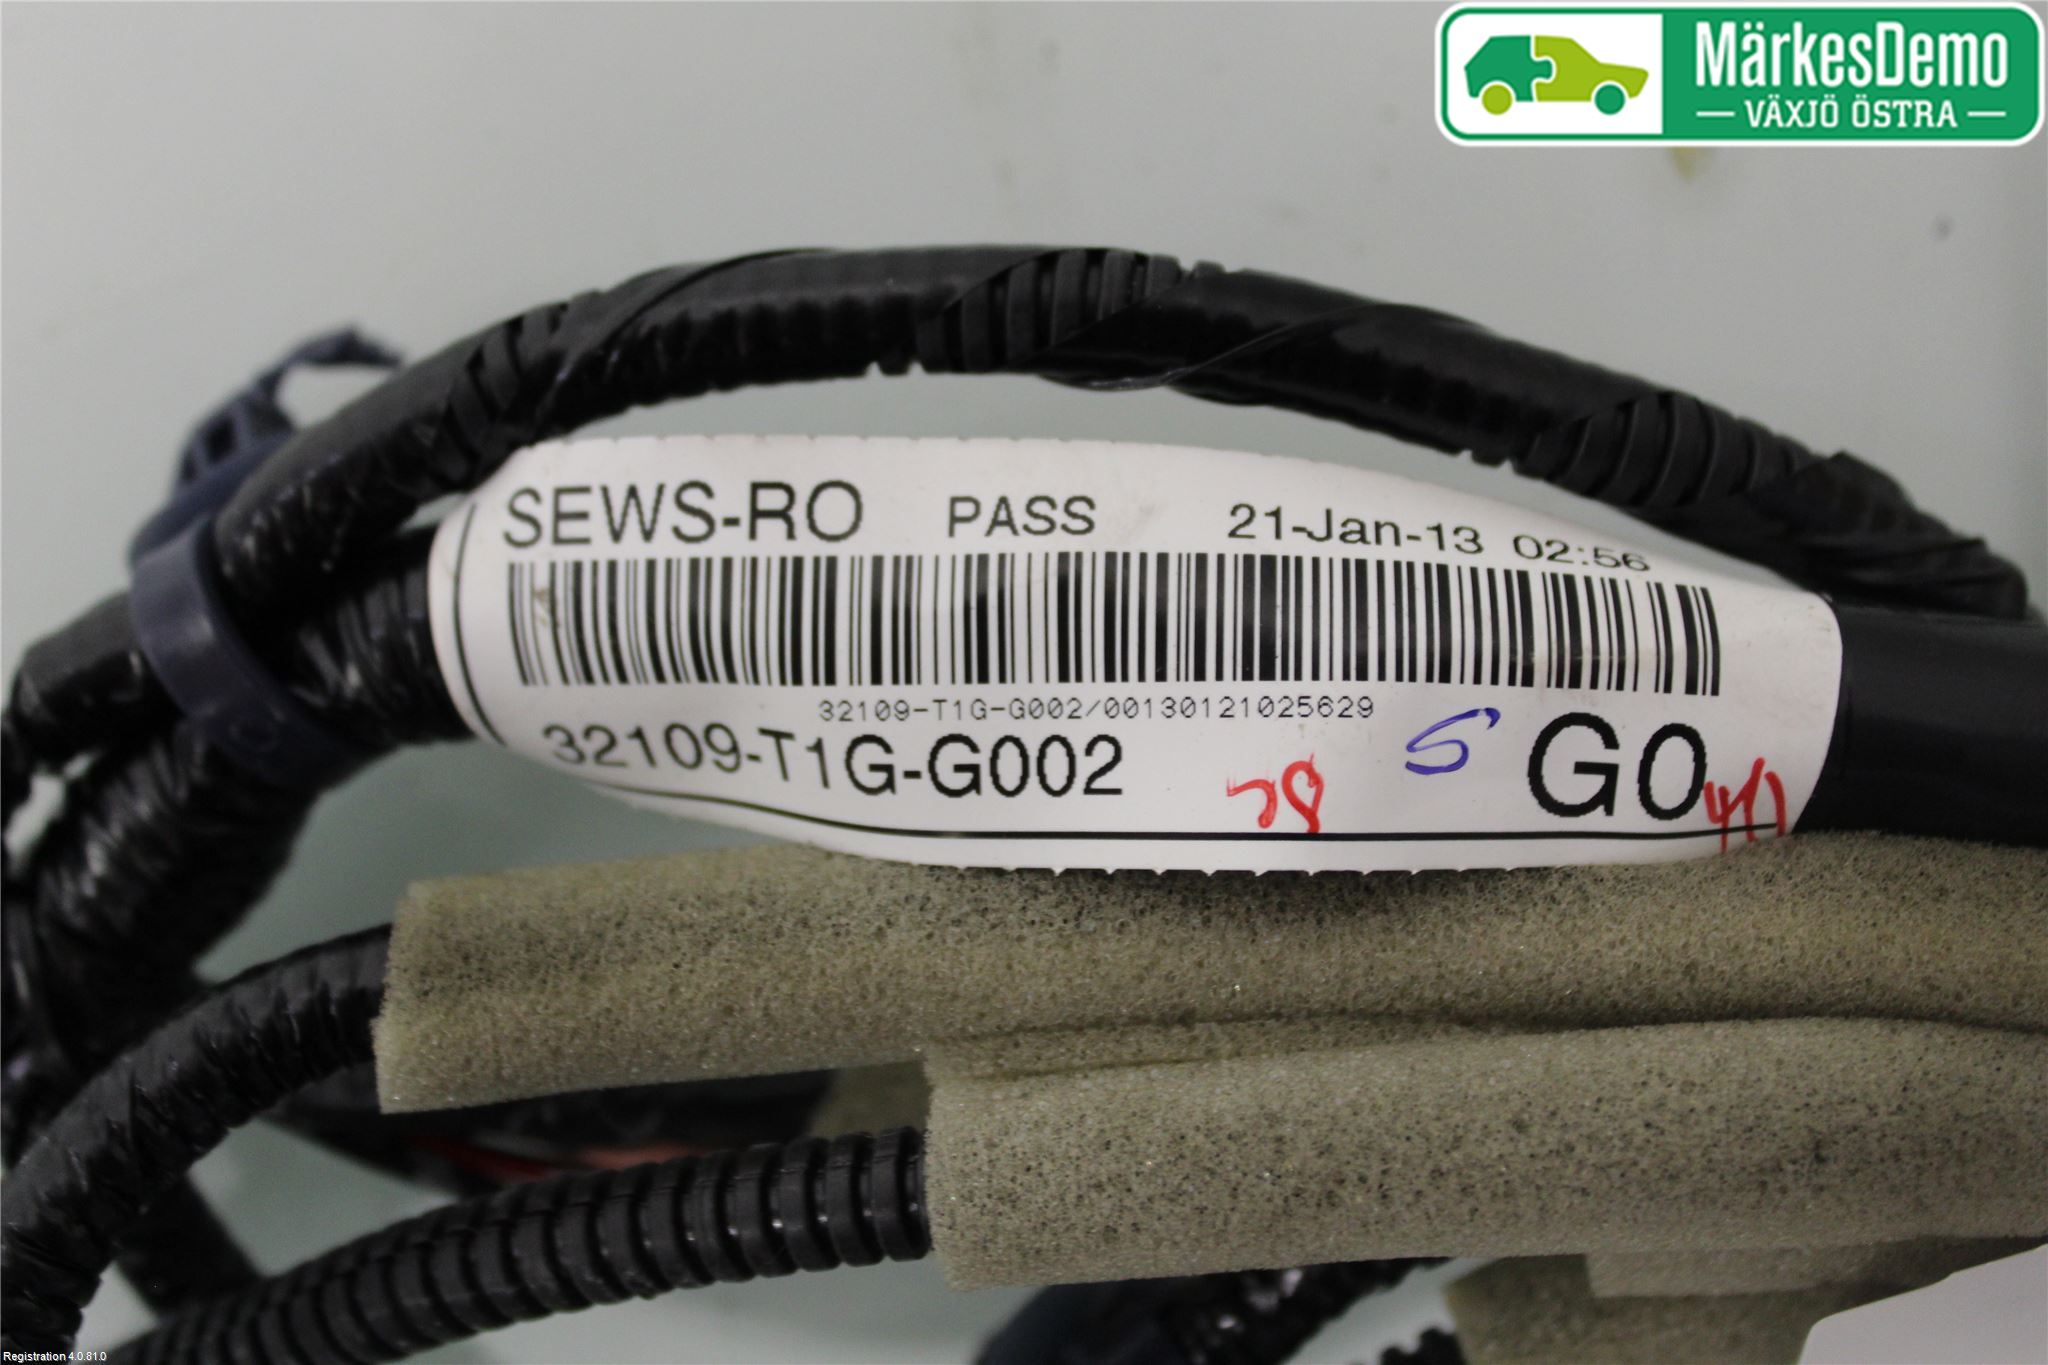 MärkesDemo
VÄXJÖ ÖSTRA
SEWS-RO PASS 21-Jan-13 02:56
32109-T1G-G002/00130121025629
32109-T1G-G002
S G0
Registration 4.0.81.0